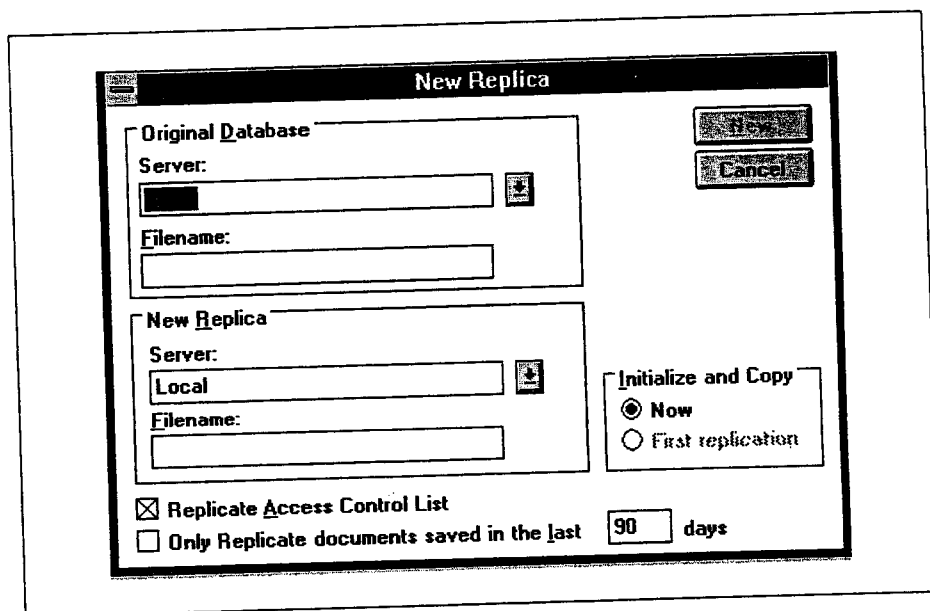 New Replica
Original Database
Server:
Filename:
New
Cancel
New Replica
Server:
Local
Filename:
Initialize and Copy
Now
First replication
Replicate Access Control List
Only Replicate documents saved in the last 90 days